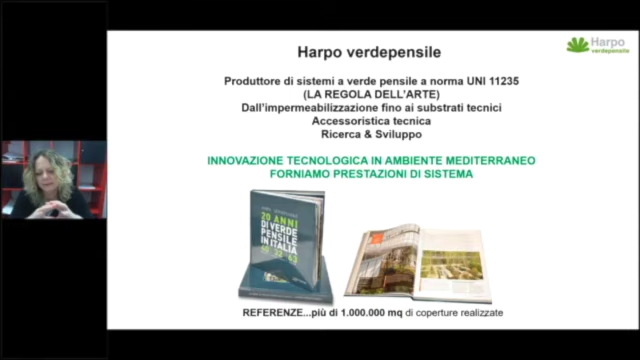 Harpo verdepensile
Harpo
verdepensile
Produttore di sistemi a verde pensile a norma UNI 11235
(LA REGOLA DELL'ARTE)
Dall'impermeabilizzazione fino ai substrati tecnici
Accessoristica tecnica
Ricerca & Sviluppo
INNOVAZIONE TECNOLOGICA IN AMBIENTE MEDITERRANEO
FORNIAMO PRESTAZIONI DI SISTEMA
20 ANNI
DI VERDE
PENSILE
IN ITALIA
REFERENZE...più di 1.000.000 mq di coperture realizzate